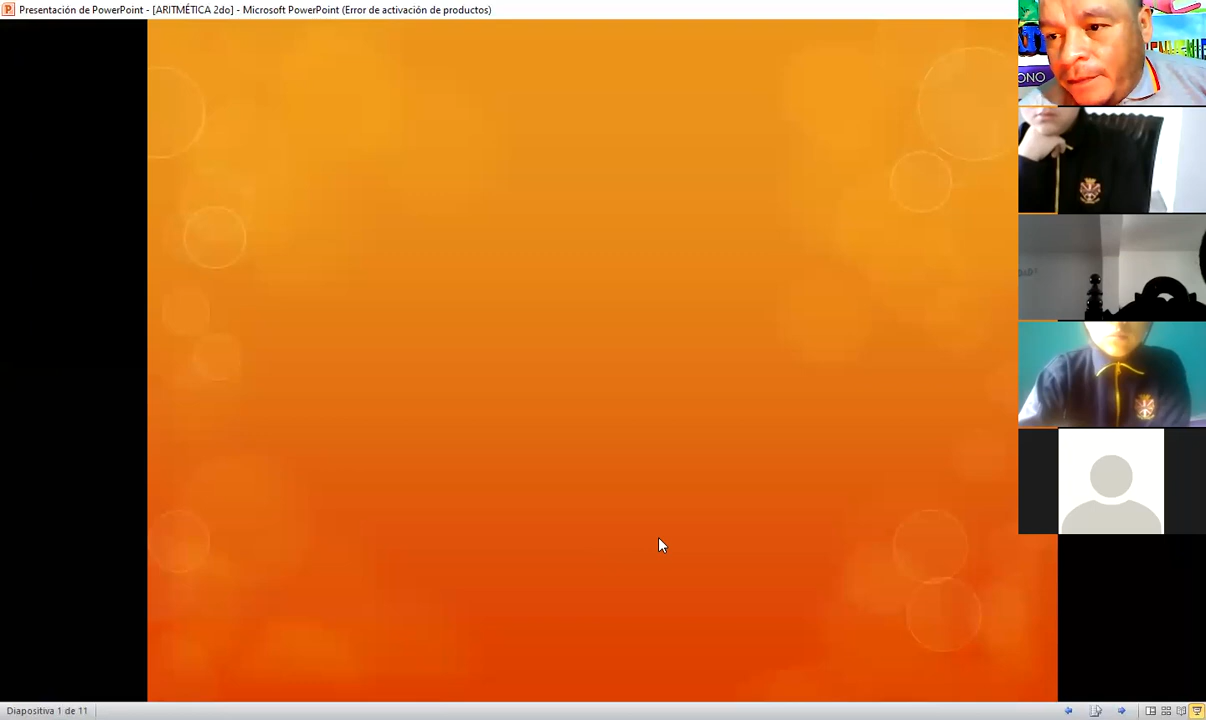 Presentación de PowerPoint - [ARITMÉTICA 2do] - Microsoft PowerPoint (Error de activación de productos)
ONO
Diapositiva 1 de 11